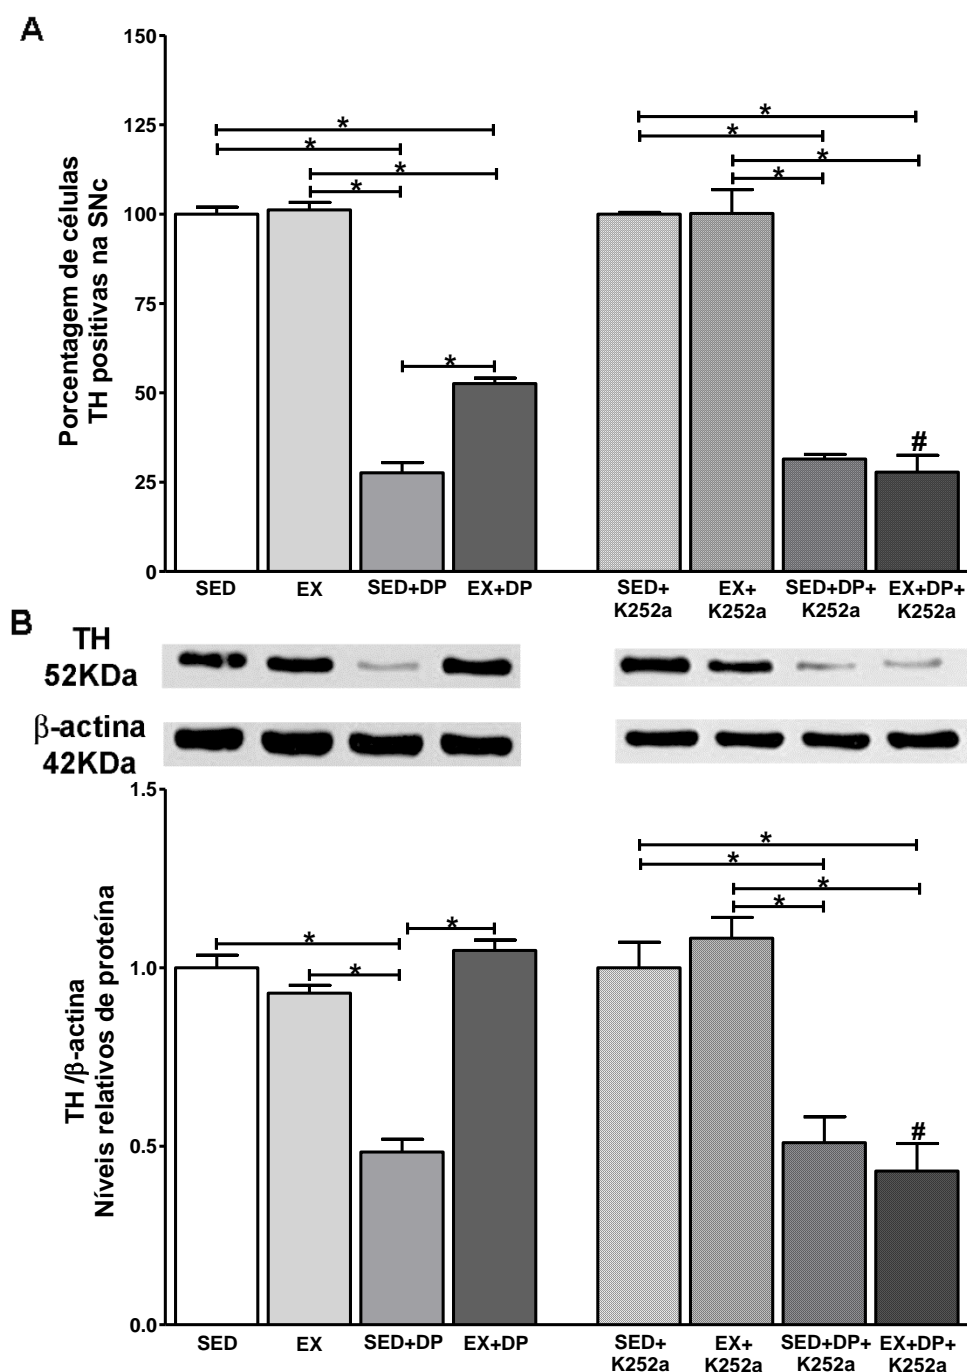 A
Porcentagem de células
TH positivas na SNc
150
125
100
75
50
25
0
* * * * *
* * * *
#
SED EX SED+DP EX+DP
SED+ EX+ SED+DP+ EX+DP+
K252a K252a K252a K252a
B
TH
52KDa
β-actina
42KDa
TH /β-actina
Níveis relativos de proteína
1.5
1.0
0.5
0.0
* * *
* * * *
#
SED EX SED+DP EX+DP
SED+ EX+ SED+DP+ EX+DP+
K252a K252a K252a K252a